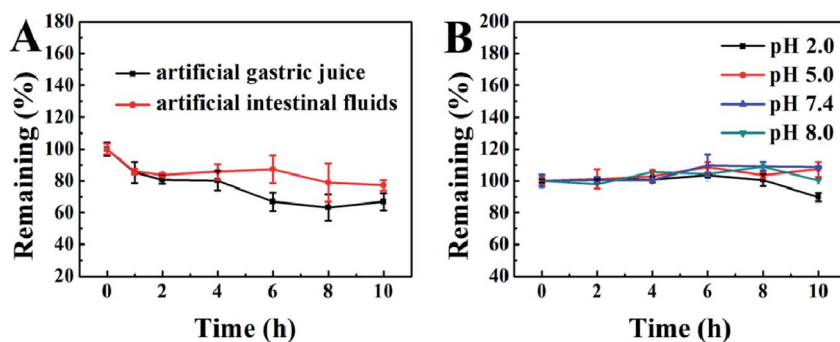 A
Remaining (%)
180
160
140
120
100
80
60
40
20
artificial gastric juice
artificial intestinal fluids
0 2 4 6 8 10
Time (h)
B
Remaining (%)
200
180
160
140
120
100
80
60
40
pH 2.0
pH 5.0
pH 7.4
pH 8.0
0 2 4 6 8 10
Time (h)